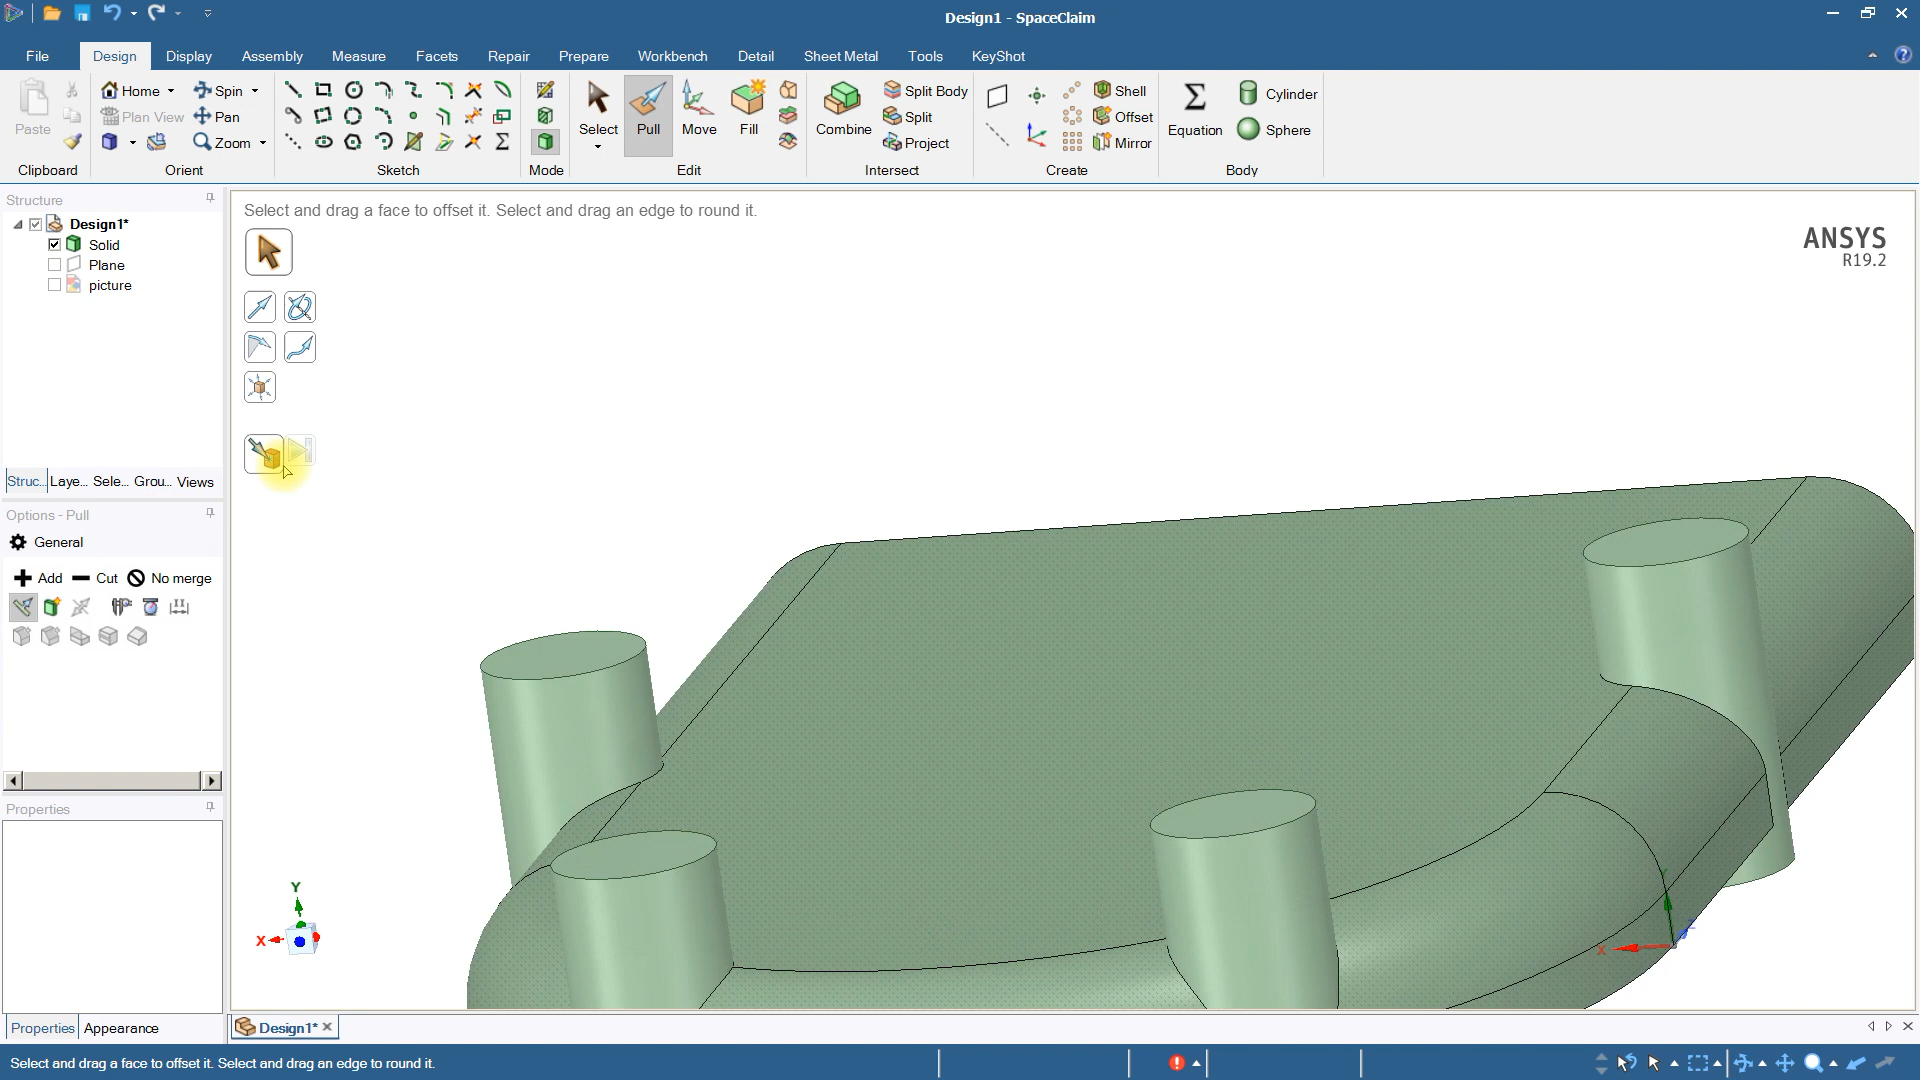 Design1 - SpaceClaim
File Design Display Assembly Measure Facets Repair Prepare Workbench Detail Sheet Metal Tools KeyShot
Paste
Clipboard
Home Spin
Plan View Pan
Zoom
Orient
Sketch
Mode
Select Pull Move Fill
Edit
Combine
Split Body
Split
Project
Intersect
Shell
Offset
Mirror
Create
Equation
Cylinder
Sphere
Body
Structure
Design1*
Solid
Plane
picture
Struc... Laye... Sele... Grou... Views
Options - Pull
General
Add Cut No merge
Properties
Properties Appearance
Select and drag a face to offset it. Select and drag an edge to round it.
ANSYS
R19.2
Y
X
Y
X
Z
Design1*
Select and drag a face to offset it. Select and drag an edge to round it.